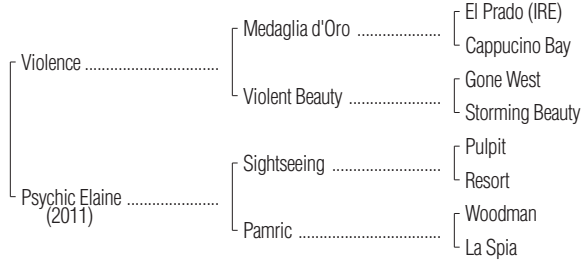 El Prado (IRE)
Medaglia d'Oro
Cappucino Bay
Violence
Gone West
Violent Beauty
Storming Beauty
Pulpit
Sightseeing
Resort
Psychic Elaine
(2011)
Woodman
Pamric
La Spia